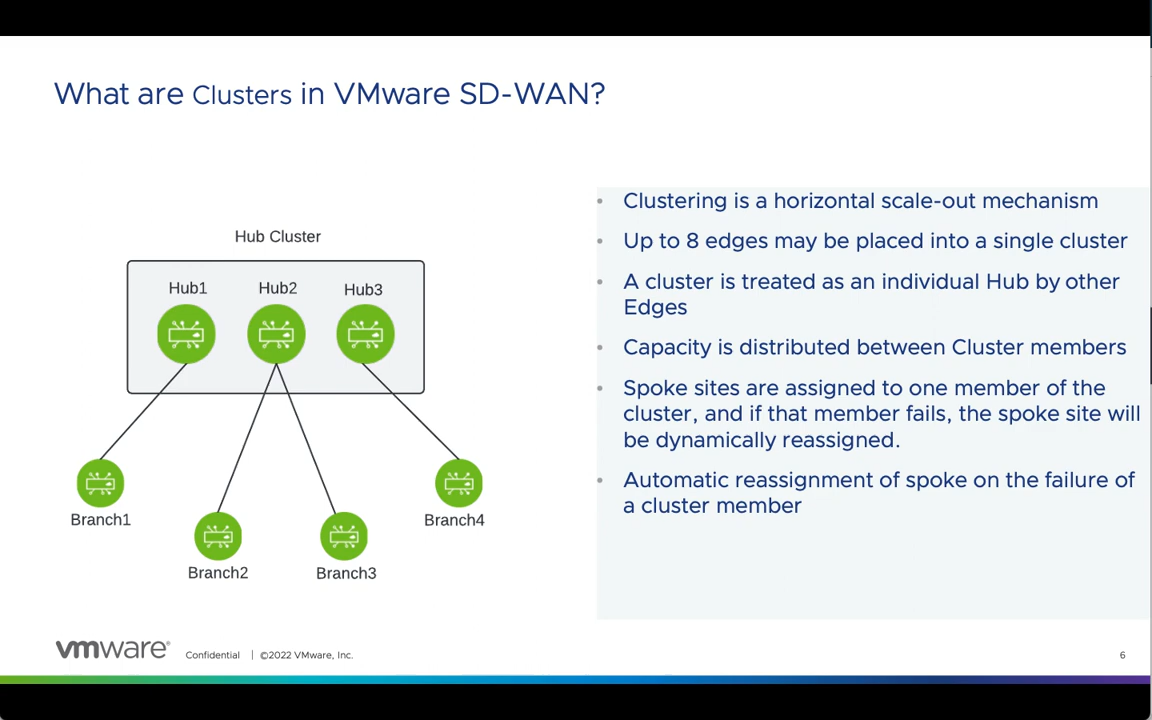 What are Clusters in VMware SD-WAN?
Hub Cluster
Hub1
Hub2
Hub3
Branch1
Branch2
Branch3
Branch4
• Clustering is a horizontal scale-out mechanism
• Up to 8 edges may be placed into a single cluster
• A cluster is treated as an individual Hub by other
Edges
• Capacity is distributed between Cluster members
• Spoke sites are assigned to one member of the
cluster, and if that member fails, the spoke site will
be dynamically reassigned.
• Automatic reassignment of spoke on the failure of
a cluster member
vmware®
Confidential | ©2022 VMware, Inc.
6